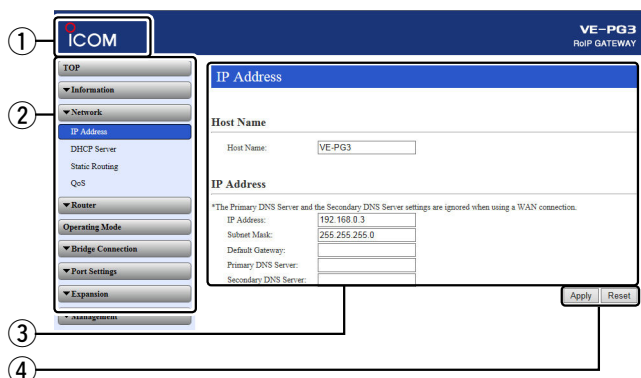 1
ICOM
VE-PG3
RoIP GATEWAY
2
TOP
▼Information
▼Network
IP Address
DHCP Server
Static Routing
QoS
▼Router
Operating Mode
▼Bridge Connection
▼Port Settings
▼Expansion
Management
IP Address
Host Name
Host Name: VE-PG3
IP Address
*The Primary DNS Server and the Secondary DNS Server settings are ignored when using a WAN connection.
IP Address: 192.168.0.3
Subnet Mask: 255.255.255.0
Default Gateway:
Primary DNS Server:
Secondary DNS Server:
Apply Reset
3
4